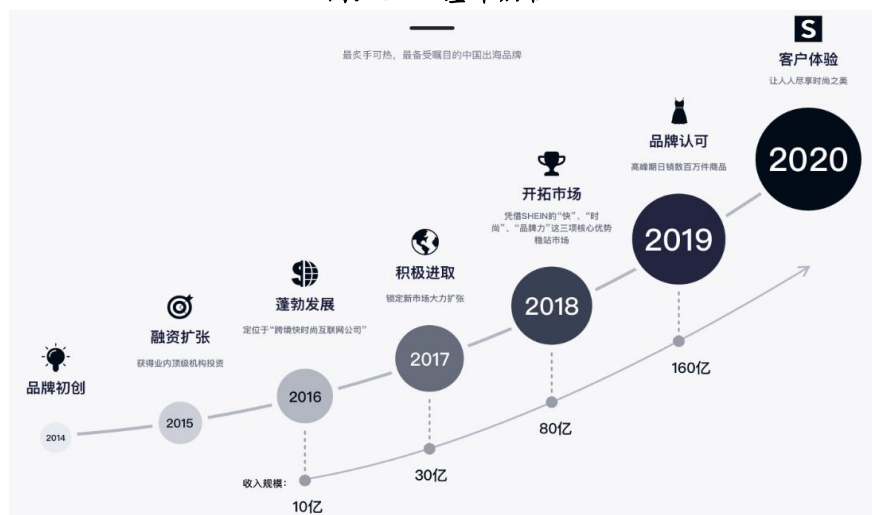 最炙手可热，最备受瞩目的中国出海品牌
S
客户体验
让人人尽享时尚之美
2020
品牌认可
高峰期日销数百万件商品
2019
开拓市场
凭借SHEIN的“快”、“时
尚”、“品牌力”这三项核心优势
稳站市场
2018
积极进取
锁定新市场大力扩张
2017
蓬勃发展
定位于“跨境快时尚互联网公司”
2016
融资扩张
获得业内顶级机构投资
2015
品牌初创
2014
收入规模：
10亿
30亿
80亿
160亿